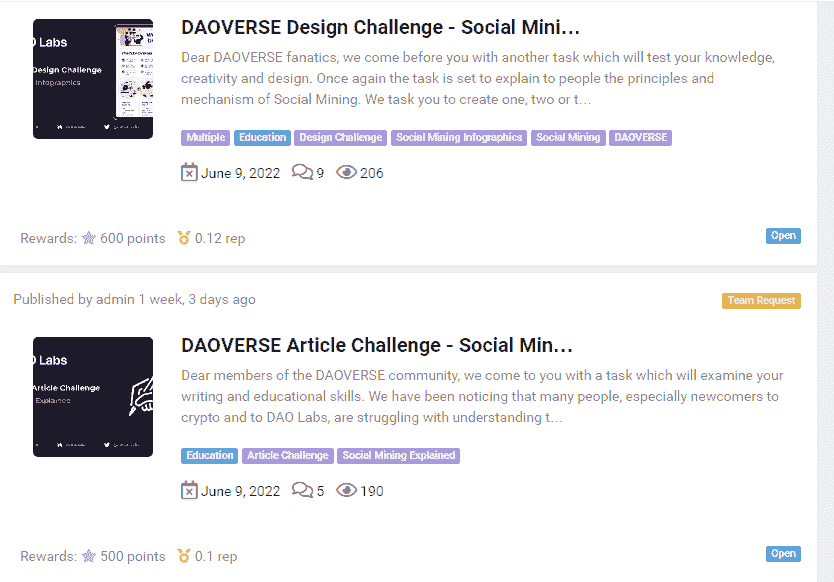 DAOVERSE Design Challenge - Social Mini...
Labs
Design Challenge
Infographics
Dear DAOVERSE fanatics, we come before you with another task which will test your knowledge,
creativity and design. Once again the task is set to explain to people the principles and
mechanism of Social Mining. We task you to create one, two or t...
Multiple Education Design Challenge Social Mining Infographics Social Mining DAOVERSE
June 9, 2022 9 206
Rewards: 600 points 0.12 rep
Open
Published by admin 1 week, 3 days ago
Team Request
DAOVERSE Article Challenge - Social Min...
Labs
Article Challenge
Explained
Dear members of the DAOVERSE community, we come to you with a task which will examine your
writing and educational skills. We have been noticing that many people, especially newcomers to
crypto and to DAO Labs, are struggling with understanding t...
Education Article Challenge Social Mining Explained
June 9, 2022 5 190
Rewards: 500 points 0.1 rep
Open